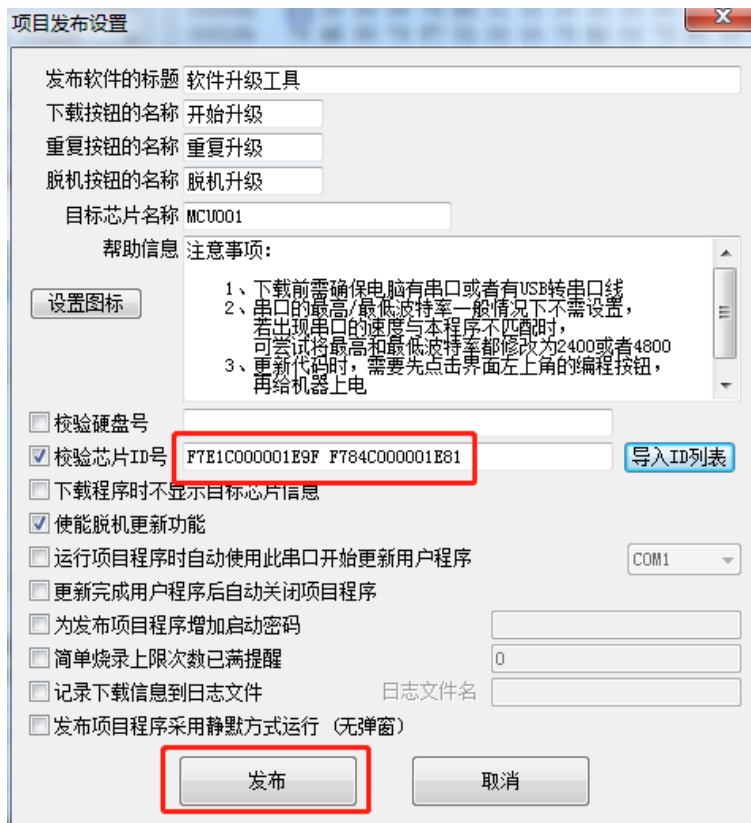 项目发布设置
发布软件的标题 软件升级工具
下载按钮的名称 开始升级
重复按钮的名称 重复升级
脱机按钮的名称 脱机升级
目标芯片名称 MCU001
帮助信息 注意事项:
1、下载前需确保电脑有串口或者有USB转串口线
设置图标
2、串口的最高/最低波特率一般情况下不需设置,
若出现串口的速度与本程序不匹配时,
可尝试将最高和最低波特率都修改为2400或者4800
3、更新代码时, 需要先点击界面左上角的编程按钮,
再给机器上电
校验硬盘号
校验芯片ID号 F7E1C000001E9F F784C000001E81 导入ID列表
下载程序时不显示目标芯片信息
使能脱机更新功能
运行项目程序时自动使用此串口开始更新用户程序 COM1
更新完成用户程序后自动关闭项目程序
为发布项目程序增加启动密码
简单烧录上限次数已满提醒 0
记录下载信息到日志文件 日志文件名
发布项目程序采用静默方式运行 (无弹窗)
发布 取消